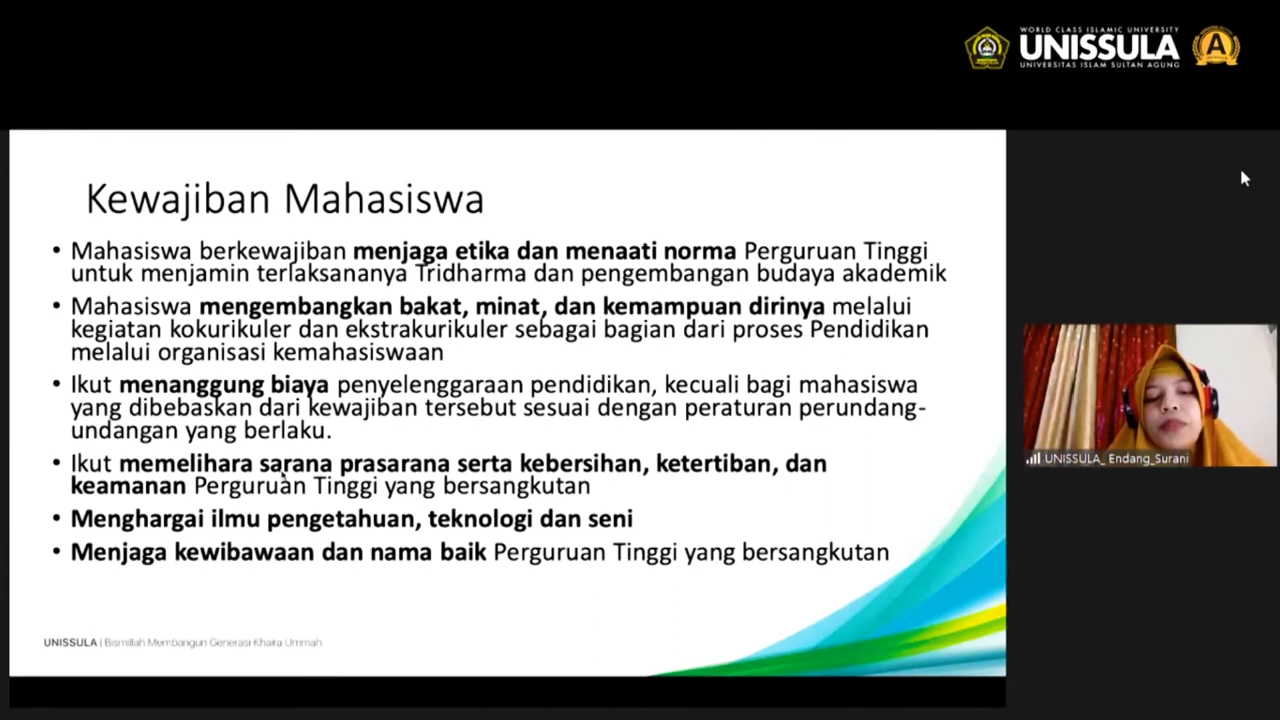 WORLD CLASS ISLAMIC UNIVERSITY
UNISSULA
UNIVERSITAS ISLAM SULTAN AGUNG
A
Kewajiban Mahasiswa
• Mahasiswa berkewajiban menjaga etika dan menaati norma Perguruan Tinggi
untuk menjamin terlaksananya Tridharma dan pengembangan budaya akademik
• Mahasiswa mengembangkan bakat, minat, dan kemampuan dirinya melalui
kegiatan kokurikuler dan ekstrakurikuler sebagai bagian dari proses Pendidikan
melalui organisasi kemahasiswaan
• Ikut menanggung biaya penyelenggaraan pendidikan, kecuali bagi mahasiswa
yang dibebaskan dari kewajiban tersebut sesuai dengan peraturan perundang-
undangan yang berlaku.
• Ikut memelihara sarana prasarana serta kebersihan, ketertiban, dan
keamanan Perguruan Tinggi yang bersangkutan
• Menghargai ilmu pengetahuan, teknologi dan seni
• Menjaga kewibawaan dan nama baik Perguruan Tinggi yang bersangkutan
UNISSULA | Bismillah Membangun Generasi Khaira Ummah
UNISSULA_ Endang_Surani